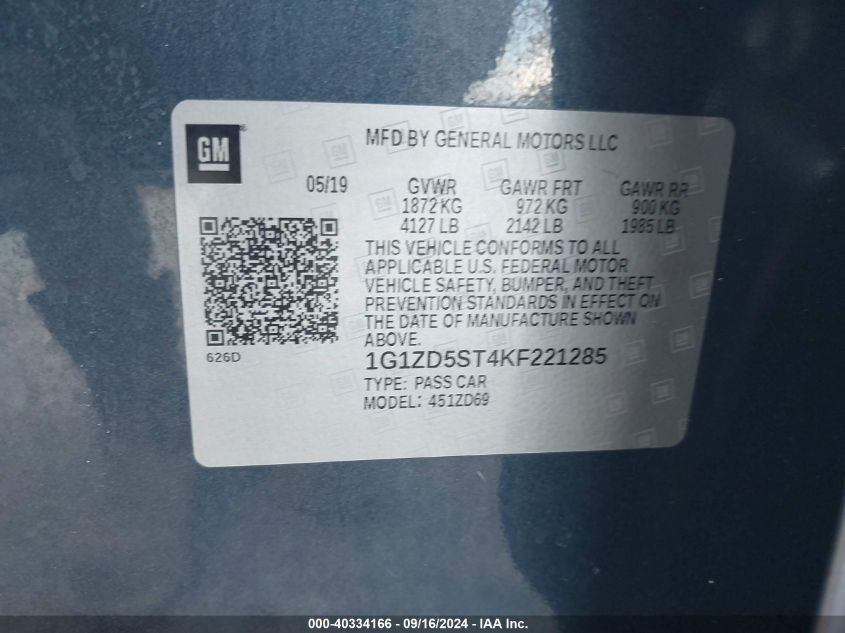 GM
MFD BY GENERAL MOTORS LLC
05/19 GVWR GAWR FRT GAWR RR
1872 KG 972 KG 900 KG
4127 LB 2142 LB 1985 LB
THIS VEHICLE CONFORMS TO ALL
APPLICABLE U.S. FEDERAL MOTOR
VEHICLE SAFETY, BUMPER, AND THEFT
PREVENTION STANDARDS IN EFFECT ON
THE DATE OF MANUFACTURE SHOWN
ABOVE.
626D
1G1ZD5ST4KF221285
TYPE: PASS CAR
MODEL: 451ZD69
000-40334166 - 09/16/2024 - IAA Inc.